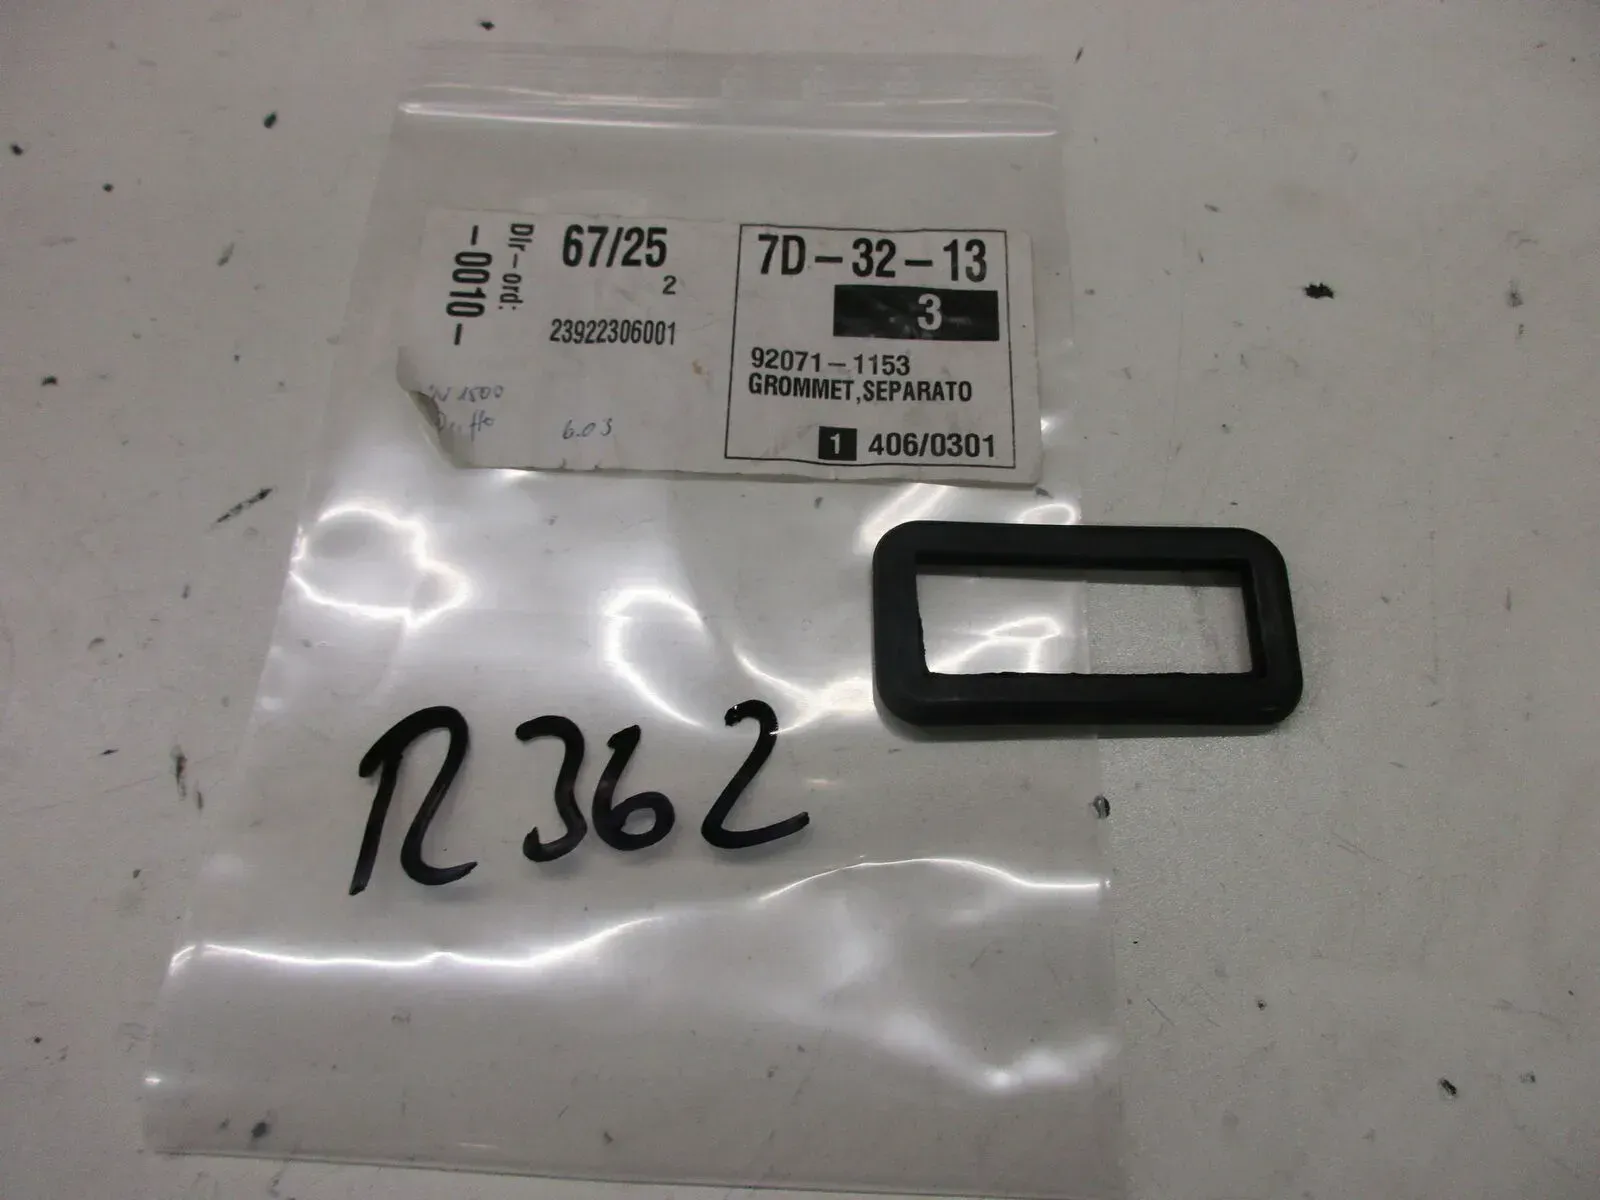 Dlr-ord:
-0010-
67/25
2
23922306001
7D-32-13
3
92071-1153
GROMMET,SEPARATO
1 406/0301
1500
6.03
R362